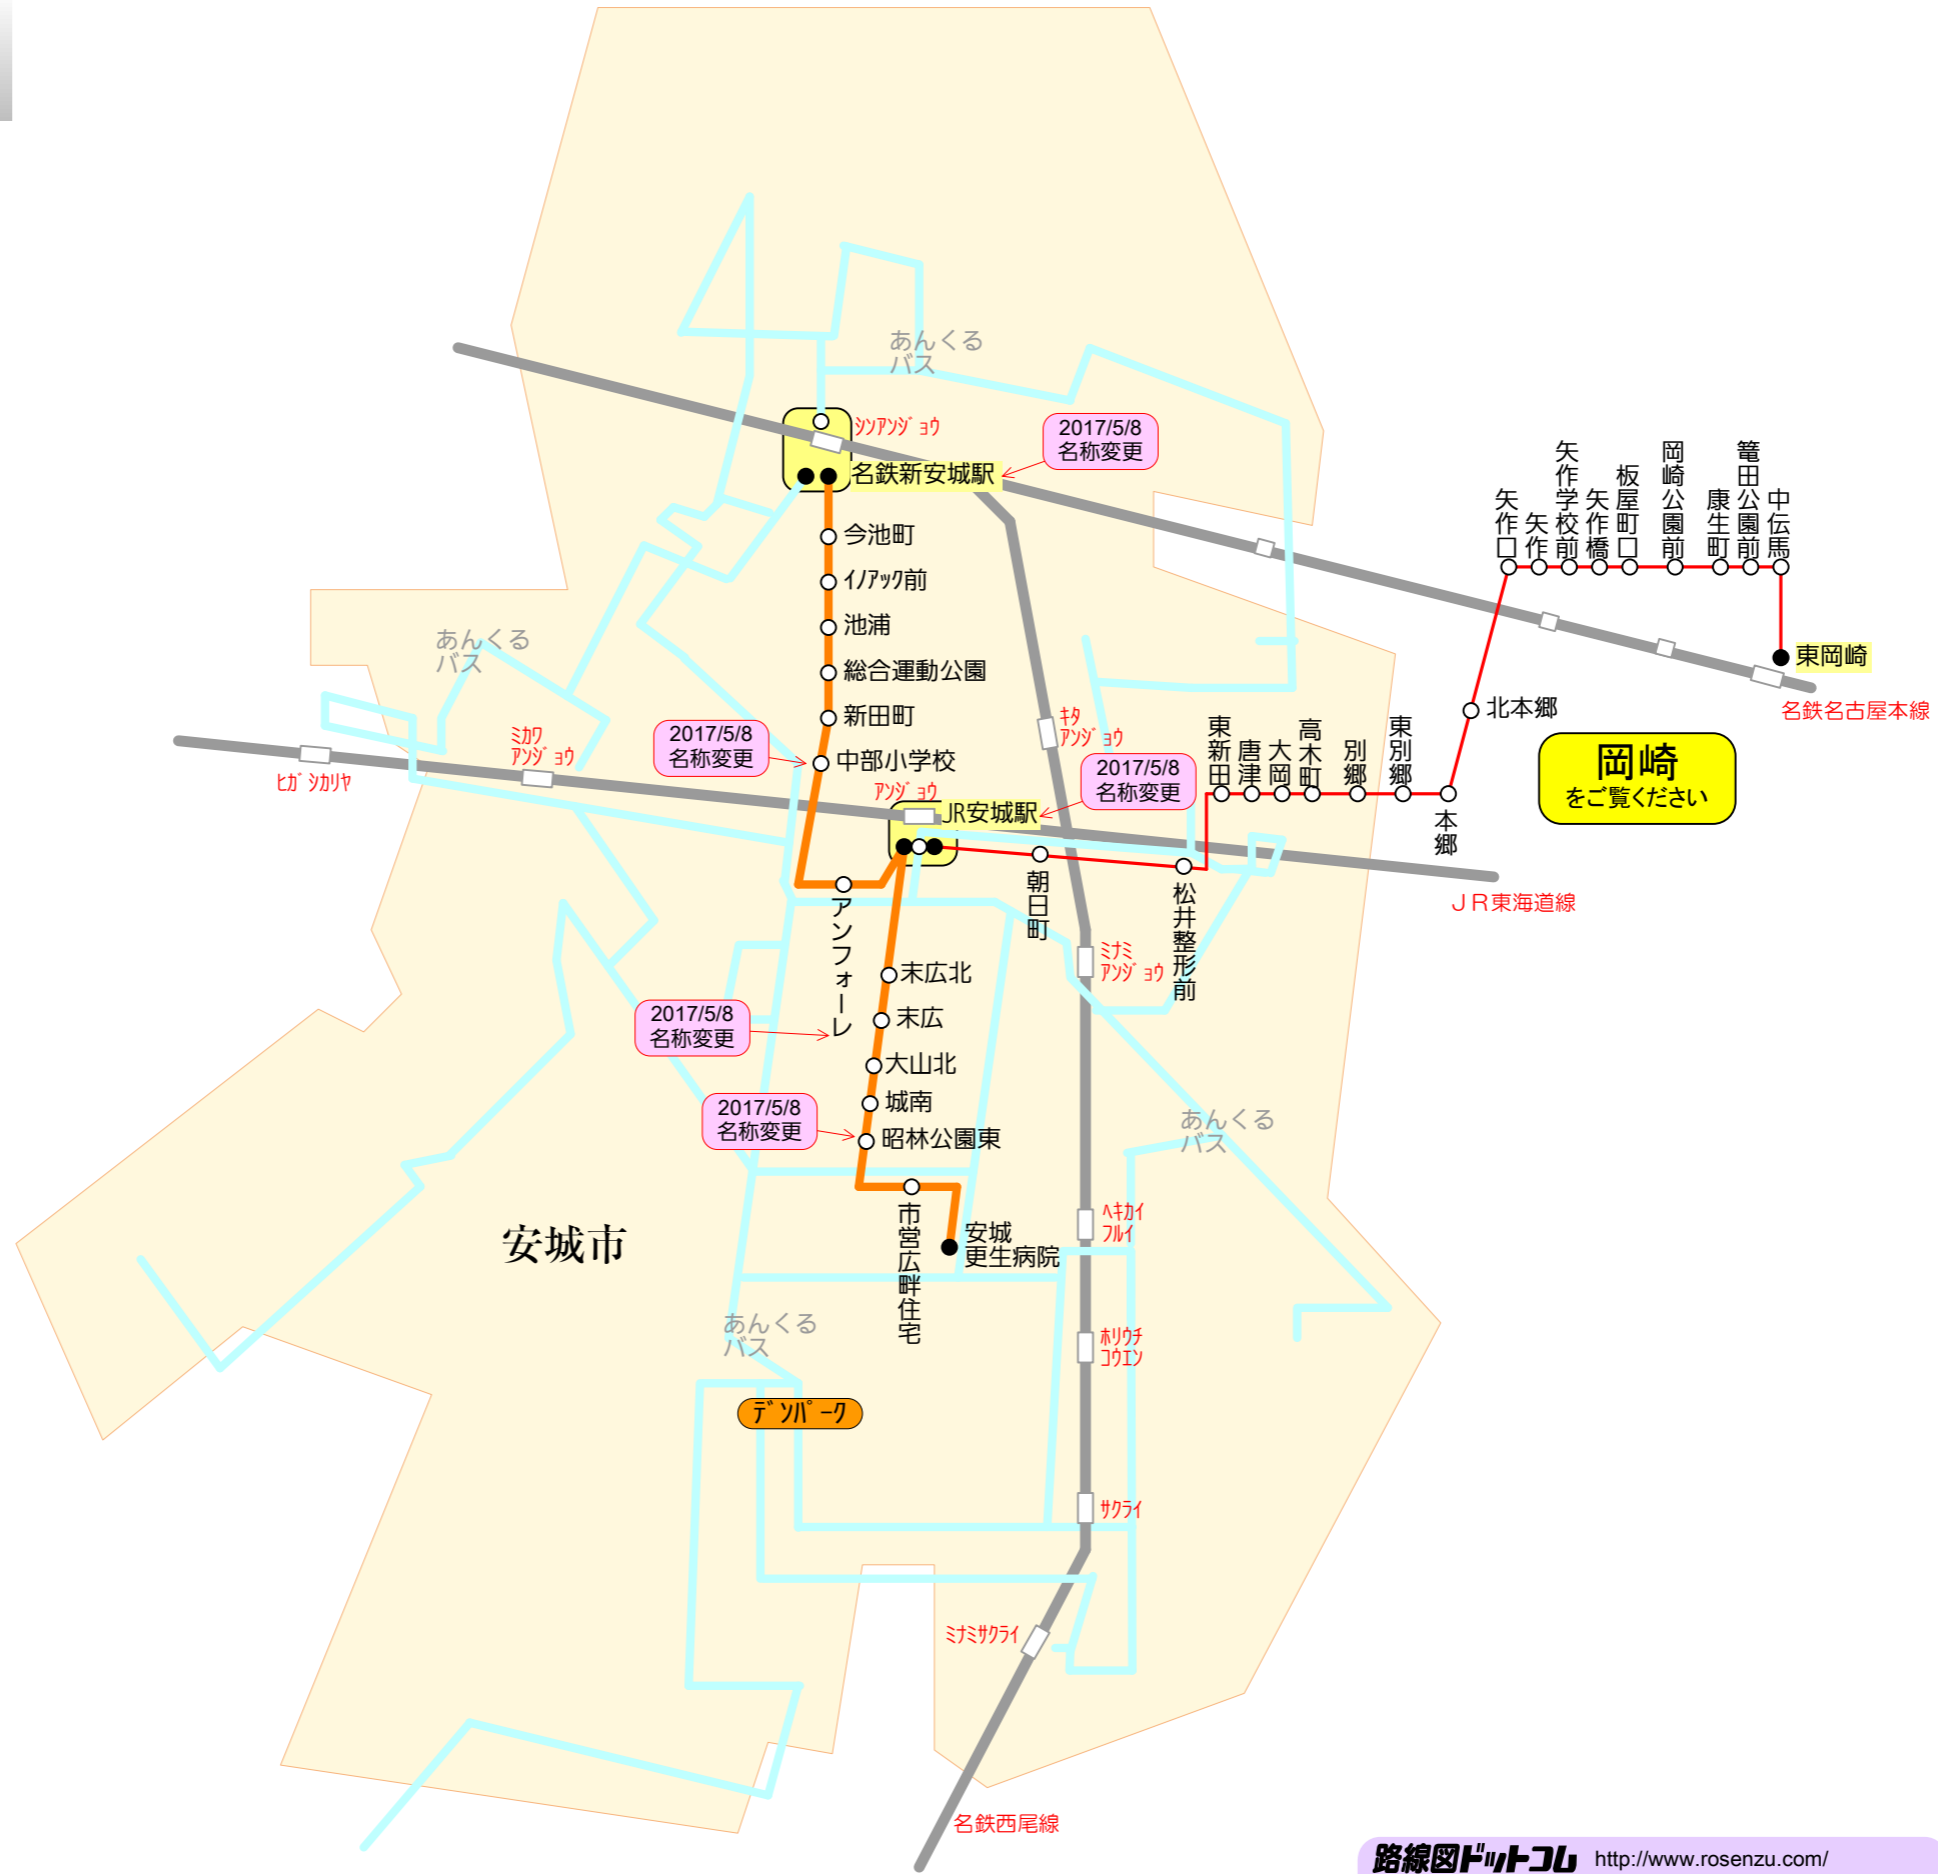 あんくる
バス
ｼﾝｱﾝｼﾞｮｳ
2017/5/8
名称変更
名鉄新安城駅
今池町
ｲﾉｱｯｸ前
池浦
総合運動公園
新田町
中部小学校
2017/5/8
名称変更
あんくる
バス
ﾋｶﾞｼｶﾘﾔ
ﾐｶﾜ
ｱﾝｼﾞｮｳ
ｱﾝｼﾞｮｳ
JR安城駅
2017/5/8
名称変更
ｷﾀ
ｱﾝｼﾞｮｳ
矢作口
矢作
矢作学校前
矢作橋
板屋町口
岡崎公園前
康生町
篭田公園前
中伝馬
東岡崎
名鉄名古屋本線
北本郷
岡崎
をご覧ください
東新田
唐津
大岡
高木町
別郷
東別郷
本郷
ＪＲ東海道線
朝日町
松井整形前
ﾐﾅﾐ
ｱﾝｼﾞｮｳ
アンフォーレ
2017/5/8
名称変更
末広北
末広
大山北
城南
昭林公園東
2017/5/8
名称変更
市営広畔住宅
安城
更生病院
安城市
あんくる
バス
ﾍｷｶｲ
ﾌﾙｲ
ﾎﾘｳﾁ
ｺｳｴﾝ
あんくる
バス
ﾃﾞﾝﾊﾟｰｸ
ｻｸﾗｲ
ﾐﾅﾐｻｸﾗｲ
名鉄西尾線
路線図ドットコム http://www.rosenzu.com/